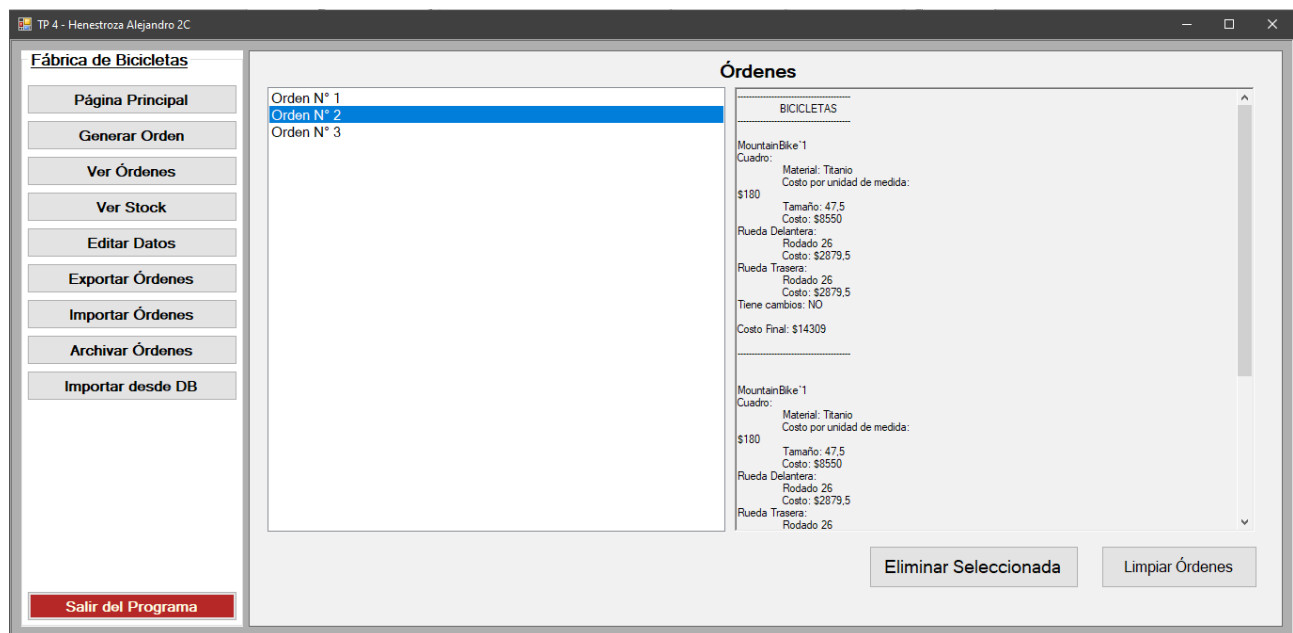 TP 4 - Henestroza Alejandro 2C
Fábrica de Bicicletas
Página Principal
Generar Orden
Ver Órdenes
Ver Stock
Editar Datos
Exportar Órdenes
Importar Órdenes
Archivar Órdenes
Importar desde DB
Salir del Programa
Órdenes
Orden N° 1
Orden N° 2
Orden N° 3
----------------------------------------
BICICLETAS
----------------------------------------
MountainBike`1
Cuadro:
Material: Titanio
Costo por unidad de medida:
$180
Tamaño: 47,5
Costo: $8550
Rueda Delantera:
Rodado 26
Costo: $2879,5
Rueda Trasera:
Rodado 26
Costo: $2879,5
Tiene cambios: NO
Costo Final: $14309
----------------------------------------
MountainBike`1
Cuadro:
Material: Titanio
Costo por unidad de medida:
$180
Tamaño: 47,5
Costo: $8550
Rueda Delantera:
Rodado 26
Costo: $2879,5
Rueda Trasera:
Rodado 26
Eliminar Seleccionada
Limpiar Órdenes